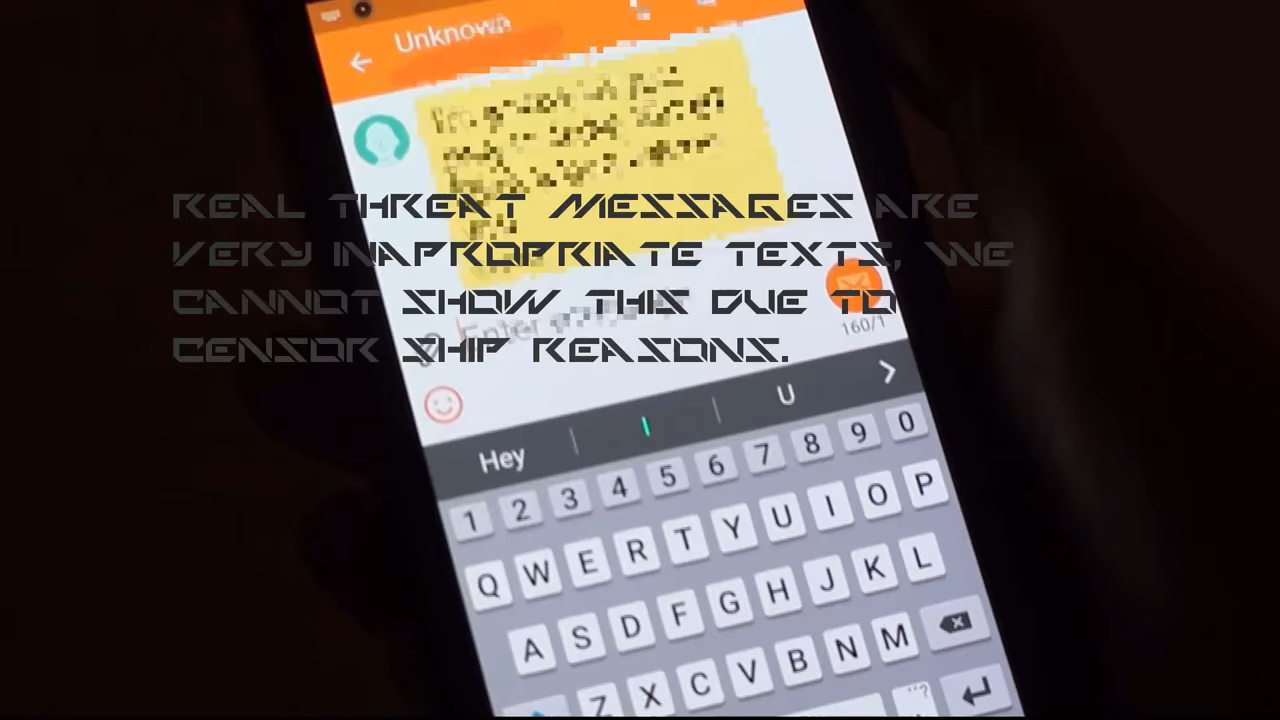 Unknown
REAL THREAT MESSAGES ARE
VERY INAPROPRIATE TEXTS, WE
CANNOT SHOW THIS DUE TO
CENSOR SHIP REASONS.
Enter
160/1
Hey I U
1 2 3 4 5 6 7 8 9 0
Q W E R T Y U I O P
A S D F G H J K L
Z X C V B N M